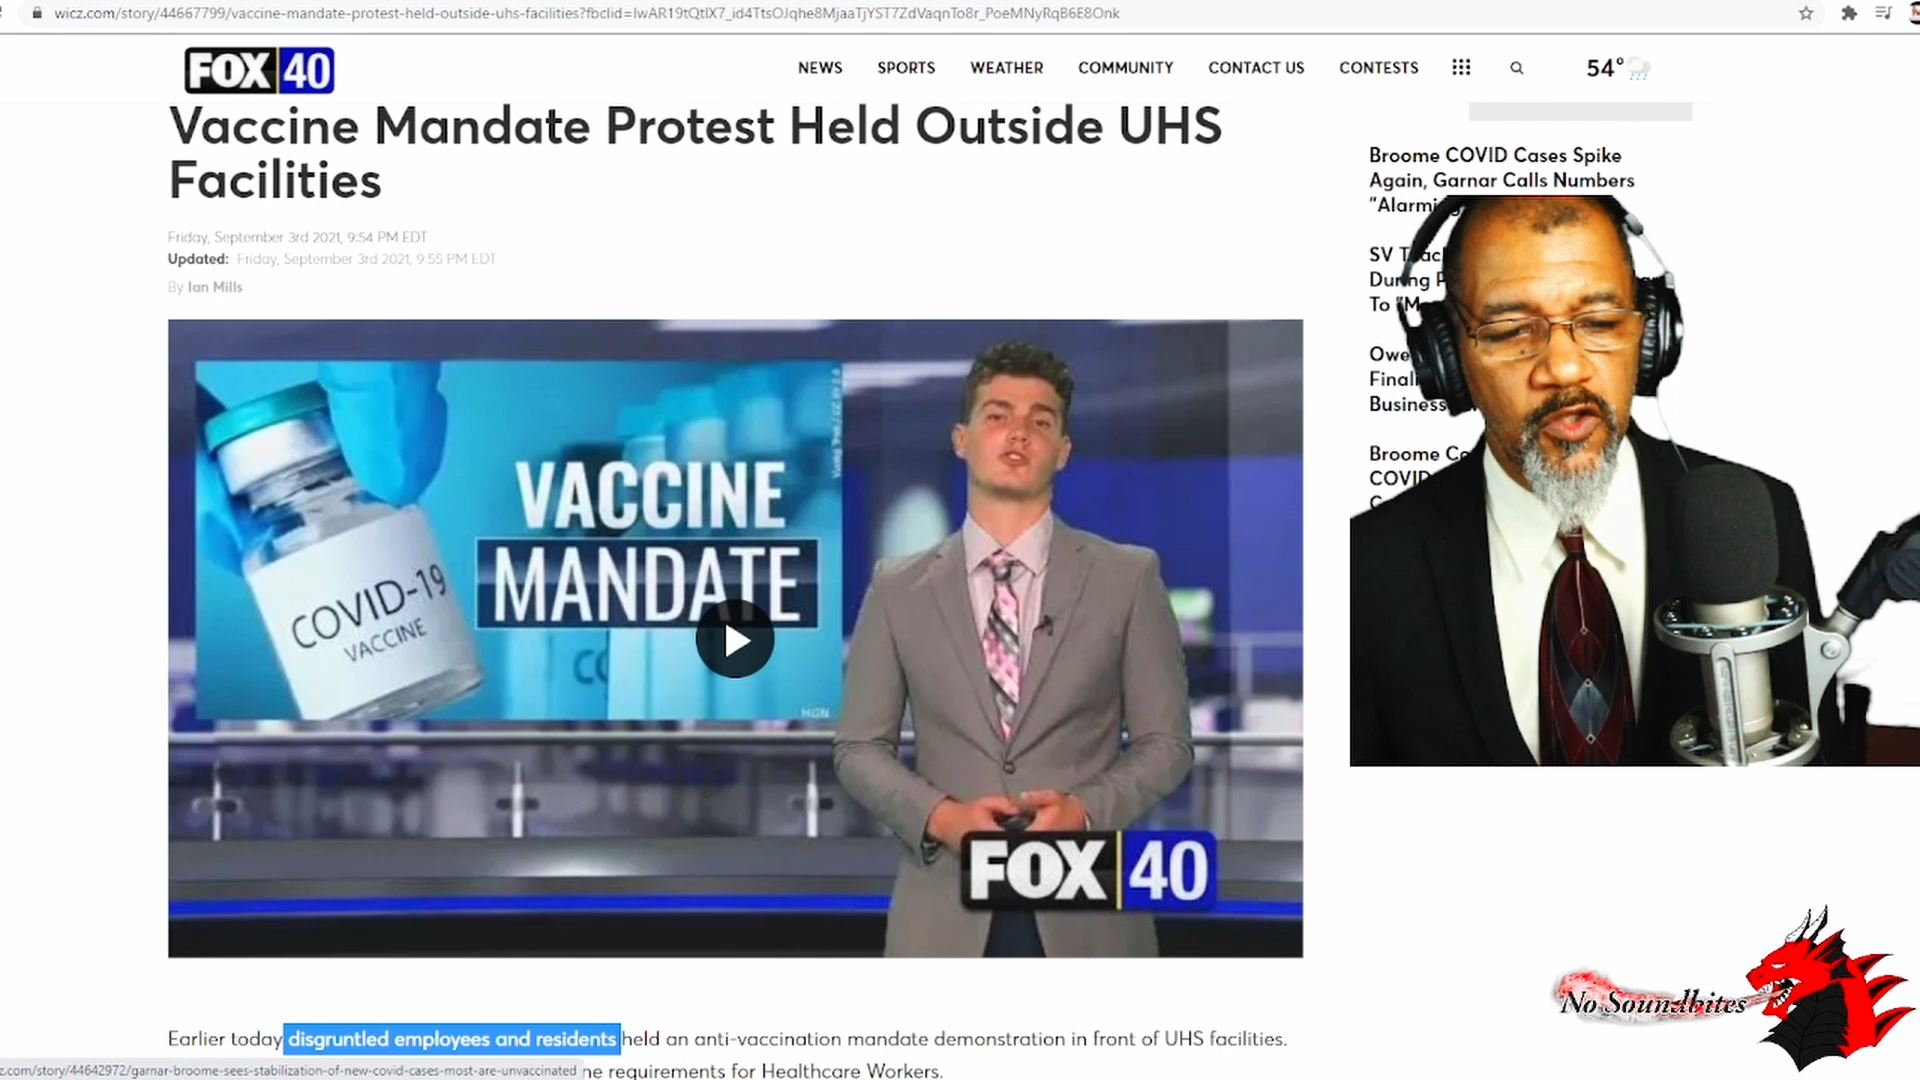 wicz.com/story/44667799/vaccine-mandate-protest-held-outside-uhs-facilities?fbclid=
FOX 40
NEWS SPORTS WEATHER COMMUNITY CONTACT US CONTESTS 54°
Vaccine Mandate Protest Held Outside UHS
Facilities
Friday, September 3rd 2021, 9:54 PM EDT
Updated: Friday, September 3rd 2021, 9:55 PM EDT
By Ian Mills
VACCINE
MANDATE
COVID-19
VACCINE
MGN
FOX 40
Broome COVID Cases Spike
Again, Garnar Calls Numbers
SV
During
To
Business
Broome
COVID
No Soundbites
Earlier today disgruntled employees and residents held an anti-vaccination mandate demonstration in front of UHS facilities.
z.com/story/44642972/garnar-broome-sees-stabilization-of-new-covid-cases-most-are-unvaccinated
requirements for Healthcare Workers.